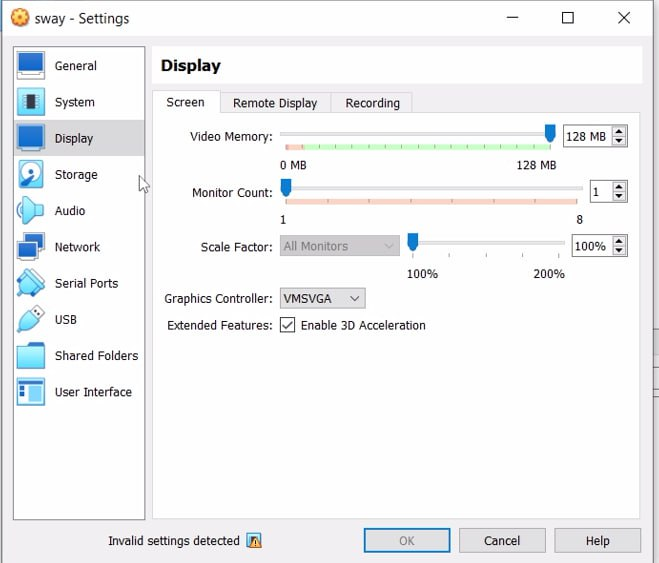 sway - Settings
General
System
Display
Storage
Audio
Network
Serial Ports
USB
Shared Folders
User Interface
Display
Screen Remote Display Recording
Video Memory: 128 MB
0 MB 128 MB
Monitor Count: 1
1 8
Scale Factor: All Monitors 100%
100% 200%
Graphics Controller: VMSVGA
Extended Features: Enable 3D Acceleration
Invalid settings detected OK Cancel Help